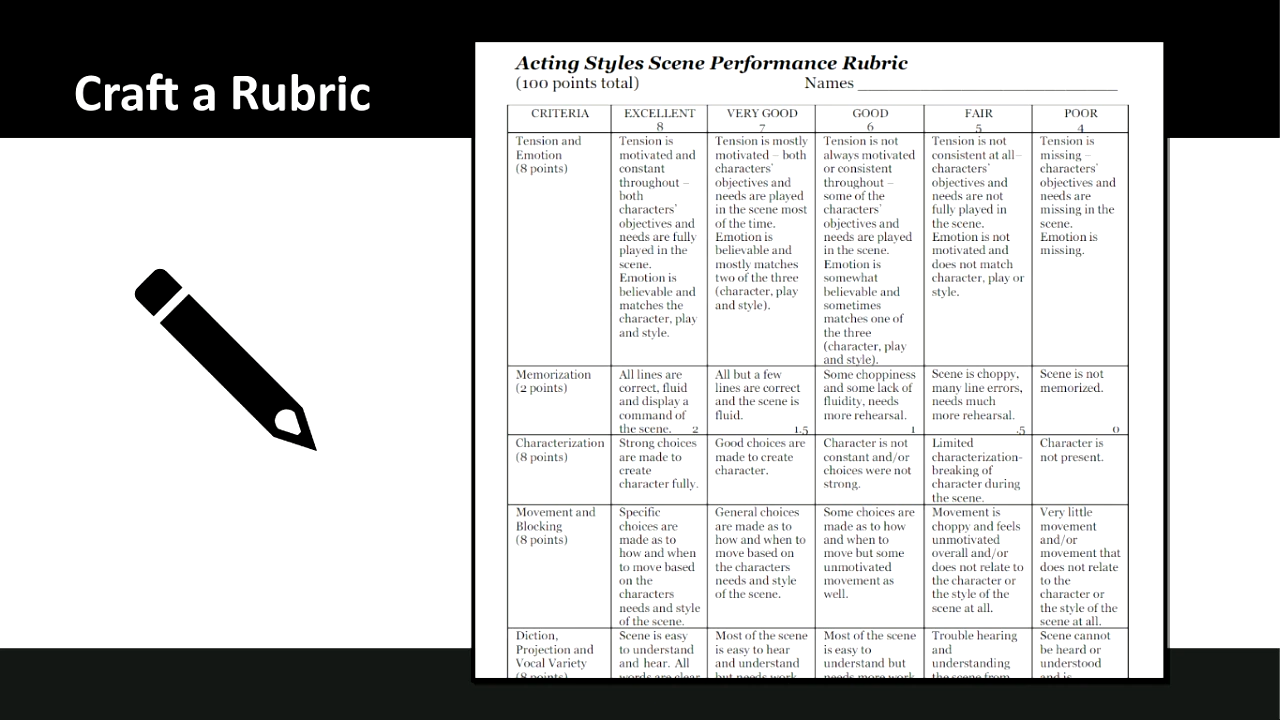 Craft a Rubric
Acting Styles Scene Performance Rubric
(100 points total) Names
CRITERIA
EXCELLENT
8
VERY GOOD
7
GOOD
6
FAIR
5
POOR
4
Tension and
Emotion
(8 points)
Tension is
motivated and
constant
throughout –
both
characters'
objectives and
needs are fully
played in the
scene.
Emotion is
believable and
matches the
character, play
and style.
Tension is mostly
motivated – both
characters'
objectives and
needs are played
in the scene most
of the time.
Emotion is
believable and
mostly matches
two of the three
(character, play
and style).
Tension is not
always motivated
or consistent
throughout –
some of the
characters'
objectives and
needs are played
in the scene.
Emotion is
somewhat
believable and
sometimes
matches one of
the three
(character, play
and style).
Tension is not
consistent at all–
characters'
objectives and
needs are not
fully played in
the scene.
Emotion is not
motivated and
does not match
character, play or
style.
Tension is
missing –
characters'
objectives and
needs are
missing in the
scene.
Emotion is
missing.
Memorization
(2 points)
All lines are
correct, fluid
and display a
command of
the scene. 2
All but a few
lines are correct
and the scene is
fluid.
1.5
Some choppiness
and some lack of
fluidity, needs
more rehearsal.
1
Scene is choppy,
many line errors,
needs much
more rehearsal.
.5
Scene is not
memorized.
0
Characterization
(8 points)
Strong choices
are made to
create
character fully.
Good choices are
made to create
character.
Character is not
constant and/or
choices were not
strong.
Limited
characterization-
breaking of
character during
the scene.
Character is
not present.
Movement and
Blocking
(8 points)
Specific
choices are
made as to
how and when
to move based
on the
characters
needs and style
of the scene.
General choices
are made as to
how and when to
move based on
the characters
needs and style
of the scene.
Some choices are
made as to how
and when to
move but some
unmotivated
movement as
well.
Movement is
choppy and feels
unmotivated
overall and/or
does not relate to
the character or
the style of the
scene at all.
Very little
movement
and/or
movement that
does not relate
to the
character or
the style of the
scene at all.
Diction,
Projection and
Vocal Variety
(8 points)
Scene is easy
to understand
and hear. All
words are clear
Most of the scene
is easy to hear
and understand
but needs work
Most of the scene
is easy to
understand but
needs more work
Trouble hearing
and
understanding
the scene from
Scene cannot
be heard or
understood
and is